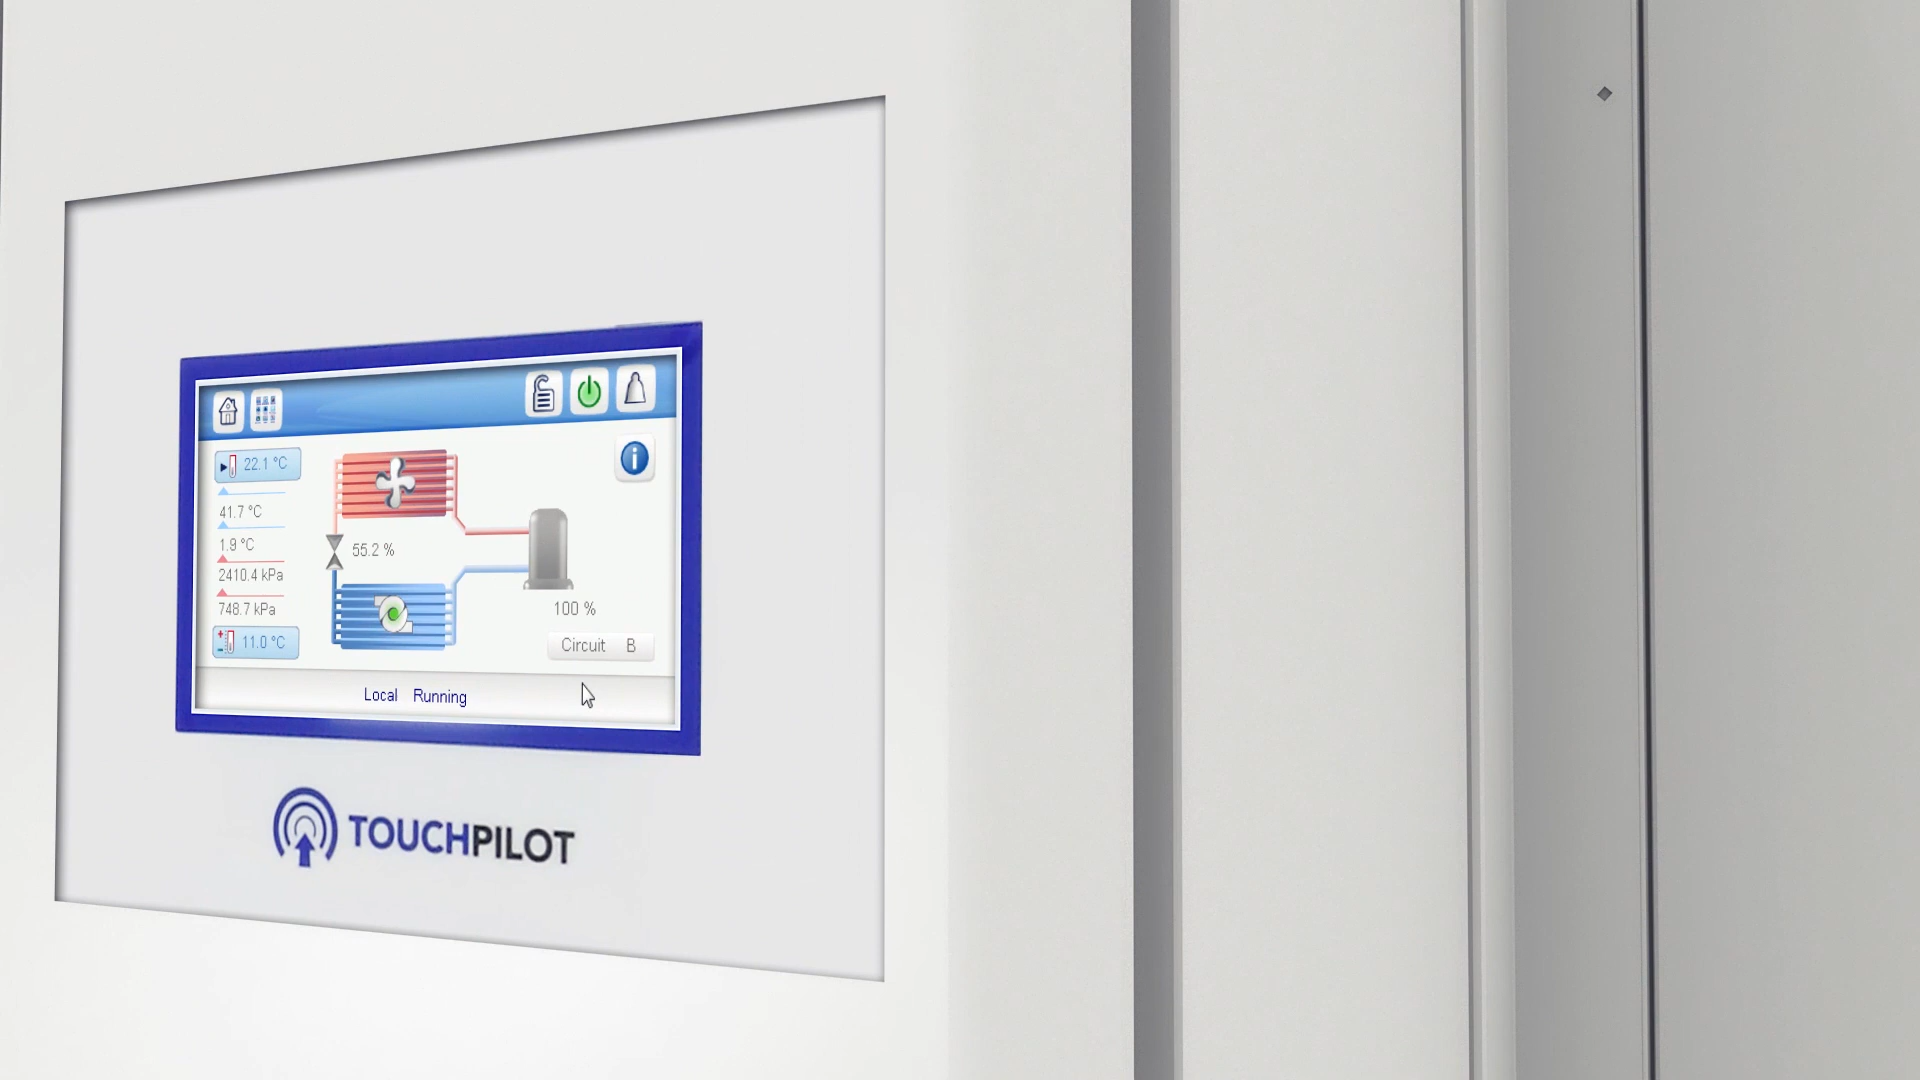 22.1 °C
41.7 °C
1.9 °C
2410.4 kPa
748.7 kPa
11.0 °C
55.2 %
100 %
Circuit B
Local Running
TOUCHPILOT